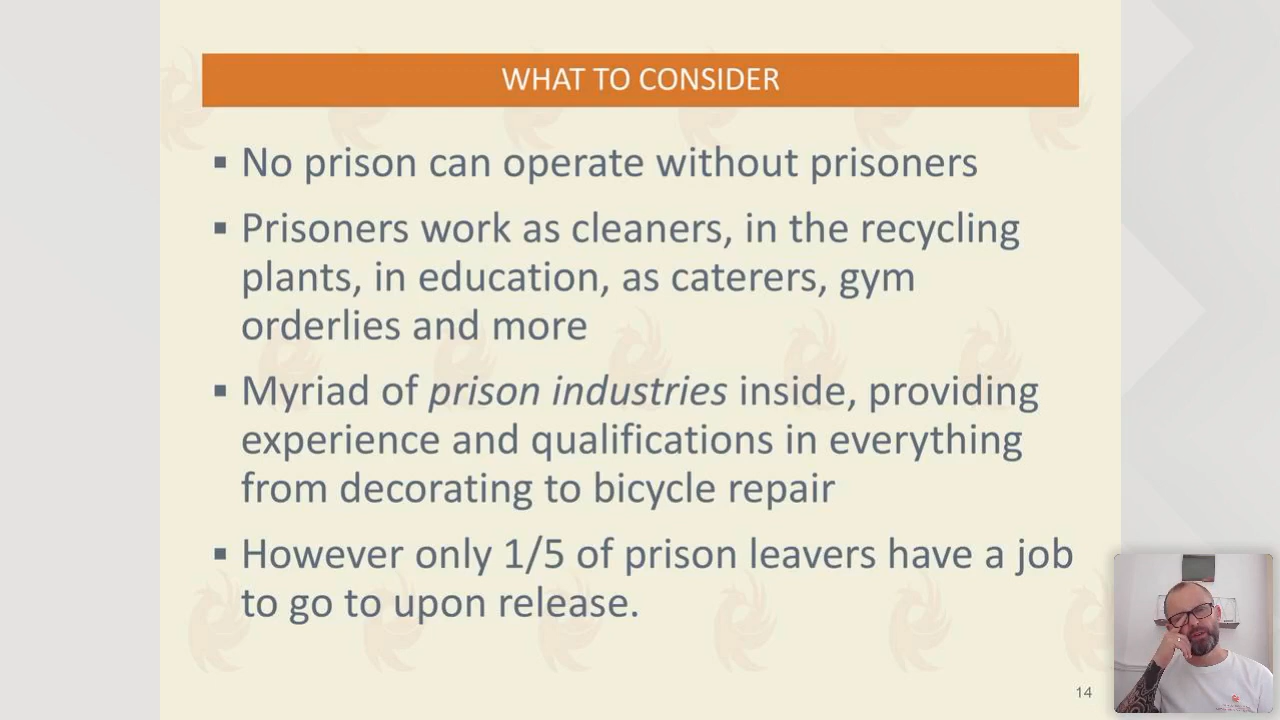 WHAT TO CONSIDER
▪ No prison can operate without prisoners
▪ Prisoners work as cleaners, in the recycling
plants, in education, as caterers, gym
orderlies and more
▪ Myriad of prison industries inside, providing
experience and qualifications in everything
from decorating to bicycle repair
▪ However only 1/5 of prison leavers have a job
to go to upon release.
14